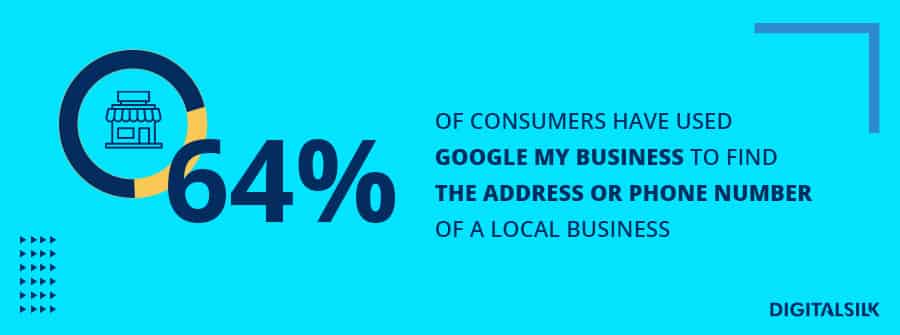 64%
OF CONSUMERS HAVE USED
GOOGLE MY BUSINESS TO FIND
THE ADDRESS OR PHONE NUMBER
OF A LOCAL BUSINESS
DIGITALSILK